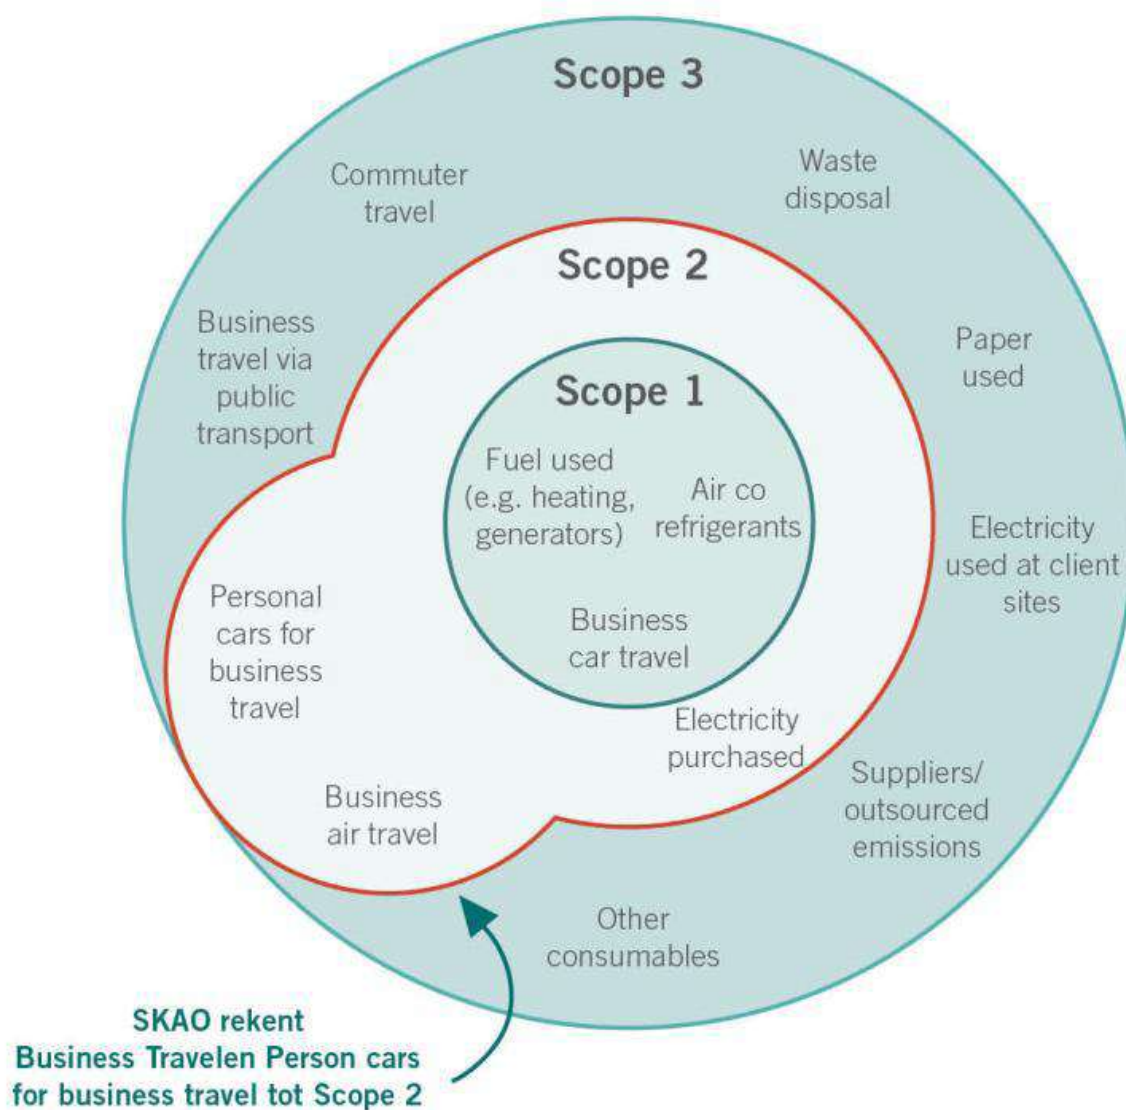 Scope 3
Commuter
travel
Waste
disposal
Scope 2
Business
travel via
public
transport
Paper
used
Scope 1
Fuel used
(e.g. heating,
generators)
Air co
refrigerants
Electricity
used at client
sites
Personal
cars for
business
travel
Business
car travel
Electricity
purchased
Business
air travel
Suppliers/
outsourced
emissions
Other
consumables
SKAO rekent
Business Travelen Person cars
for business travel tot Scope 2